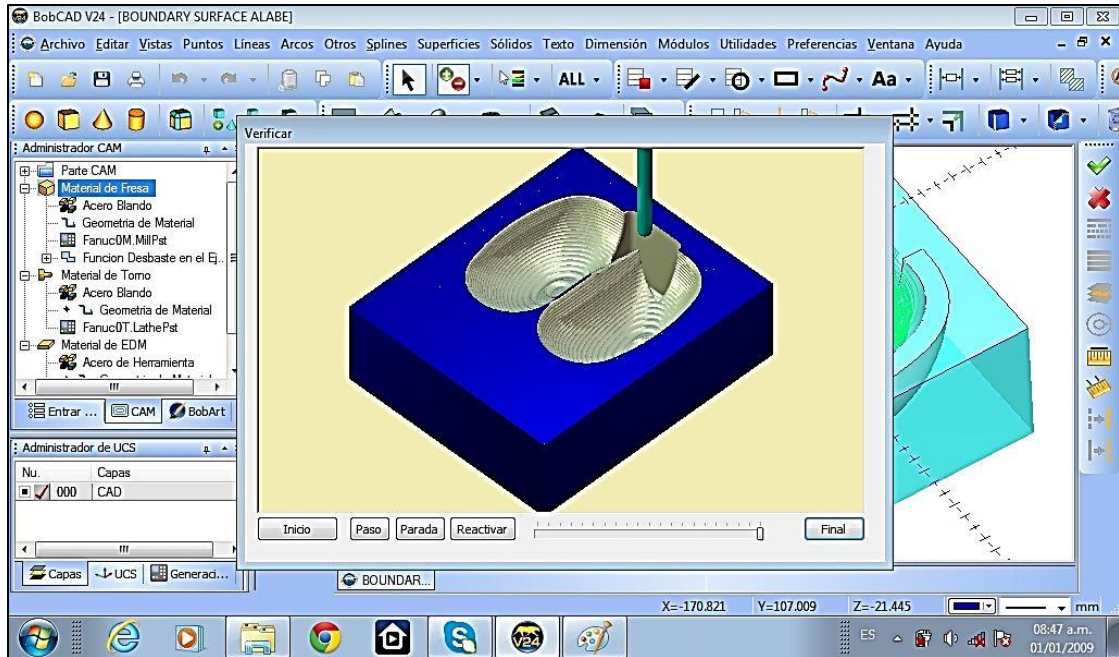 BobCAD V24 - [BOUNDARY SURFACE ALABE]
Archivo Editar Vistas Puntos Líneas Arcos Otros Splines Superficies Sólidos Texto Dimensión Módulos Utilidades Preferencias Ventana Ayuda
ALL
Aa
Administrador CAM
Parte CAM
Material de Fresa
Acero Blando
Geometria de Material
Fanuc0M.MillPst
Funcion Desbaste en el Ej..
Material de Torno
Acero Blando
Geometria de Material
Fanuc0T.LathePst
Material de EDM
Acero de Herramienta
Entrar ... CAM BobArt
Administrador de UCS
Nu. Capas
000 CAD
Capas UCS Generaci...
Verificar
Inicio Paso Parada Reactivar Final
BOUNDAR...
X=-170.821 Y=107.009 Z=-21.445 mm
V24
ES
08:47 a.m.
01/01/2009